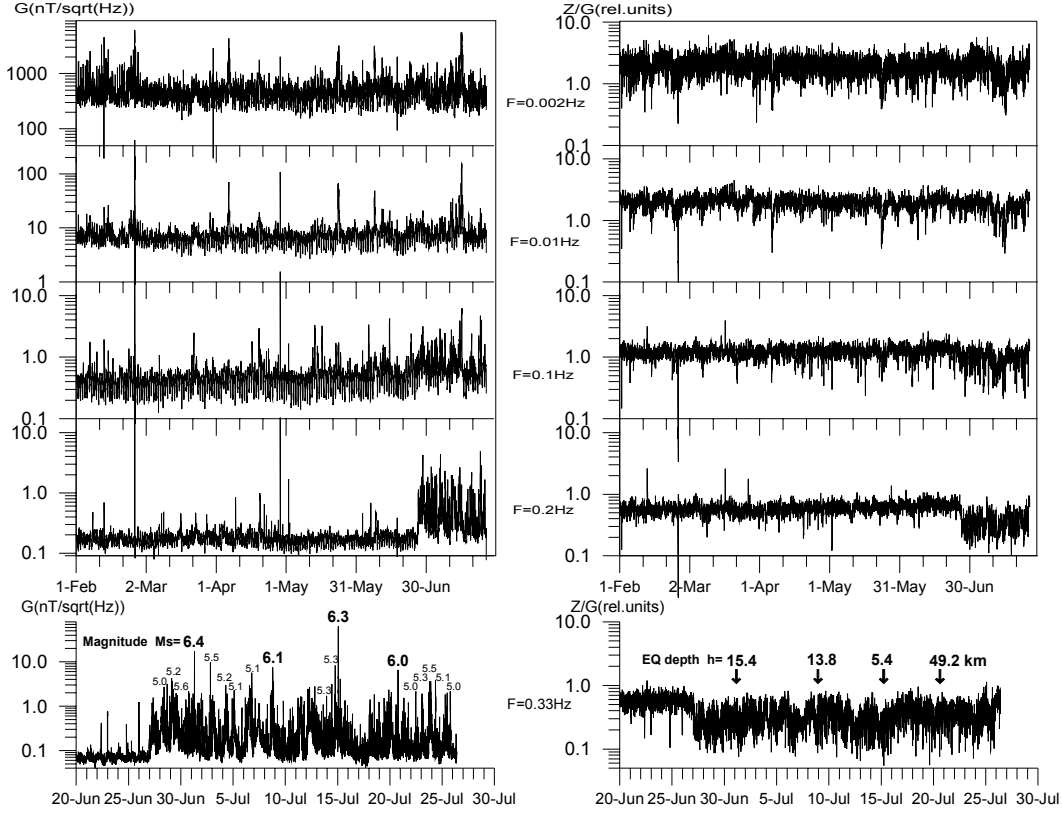 G(nT/sqrt(Hz)) Z/G(rel.units)
1000
100
10.0
1.0
F=0.002Hz
0.1
100
10
1
10.0
1.0
F=0.01Hz
0.1
10.0
1.0
0.1
10.0
1.0
F=0.1Hz
0.1
10.0
1.0
0.1
10.0
1.0
F=0.2Hz
0.1
1-Feb 2-Mar 1-Apr 1-May 31-May 30-Jun
1-Feb 2-Mar 1-Apr 1-May 31-May 30-Jun
G(nT/sqrt(Hz)) Z/G(rel.units)
Magnitude Ms= 6.4 6.1 6.3 6.0
5.0 5.2 5.6 5.5 5.2 5.1 5.1 5.3 5.3 5.0 5.3 5.5 5.1 5.0
10.0
1.0
0.1
EQ depth h= 15.4 13.8 5.4 49.2 km
10.0
1.0
F=0.33Hz
0.1
20-Jun 25-Jun 30-Jun 5-Jul 10-Jul 15-Jul 20-Jul 30-Jul
20-Jun 25-Jun 30-Jun 5-Jul 10-Jul 15-Jul 20-Jul 25-Jul 30-Jul